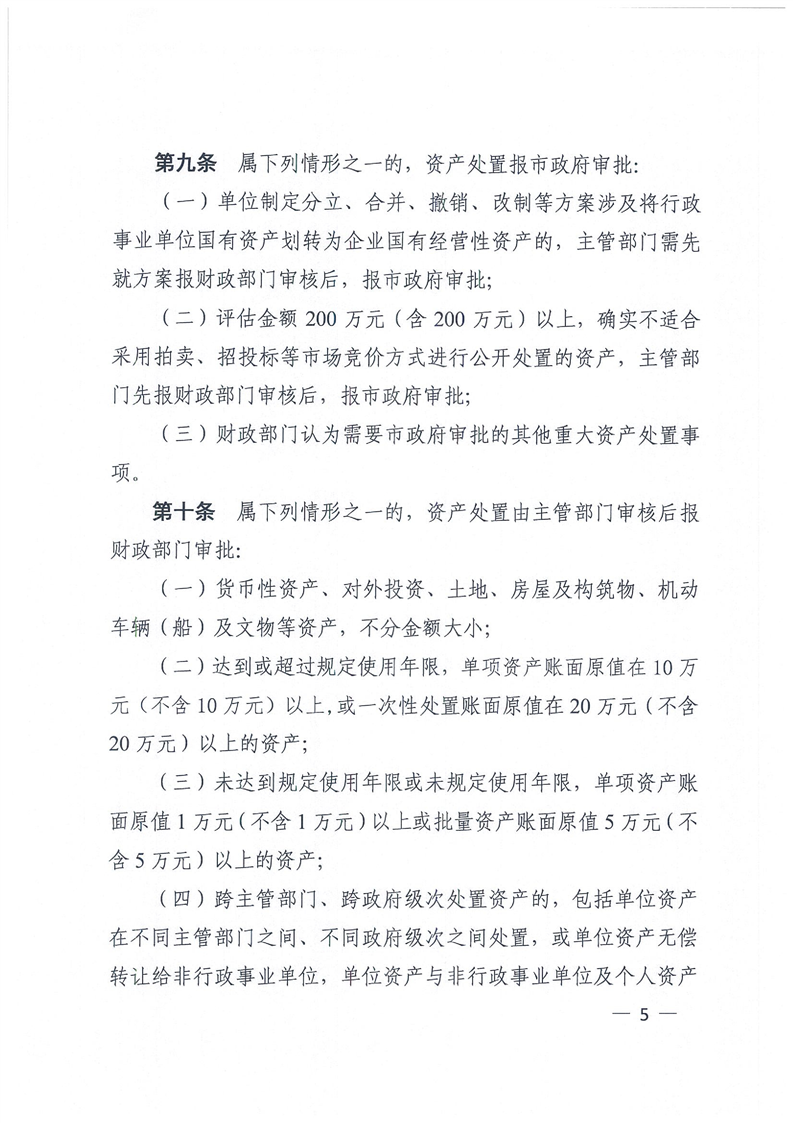 第九条　属下列情形之一的，资产处置报市政府审批：
（一）单位制定分立、合并、撤销、改制等方案涉及将行政
事业单位国有资产划转为企业国有经营性资产的，主管部门需先
就方案报财政部门审核后，报市政府审批；
（二）评估金额 200 万元（含 200 万元）以上，确实不适合
采用拍卖、招投标等市场竞价方式进行公开处置的资产，主管部
门先报财政部门审核后，报市政府审批；
（三）财政部门认为需要市政府审批的其他重大资产处置事
项。
第十条　属下列情形之一的，资产处置由主管部门审核后报
财政部门审批：
（一）货币性资产、对外投资、土地、房屋及构筑物、机动
车辆（船）及文物等资产，不分金额大小；
（二）达到或超过规定使用年限，单项资产账面原值在 10 万
元（不含 10 万元）以上，或一次性处置账面原值在 20 万元（不含
20 万元）以上的资产；
（三）未达到规定使用年限或未规定使用年限，单项资产账
面原值 1 万元（不含 1 万元）以上或批量资产账面原值 5 万元（不
含 5 万元）以上的资产；
（四）跨主管部门、跨政府级次处置资产的，包括单位资产
在不同主管部门之间、不同政府级次之间处置，或单位资产无偿
转让给非行政事业单位，单位资产与非行政事业单位及个人资产
— 5 —